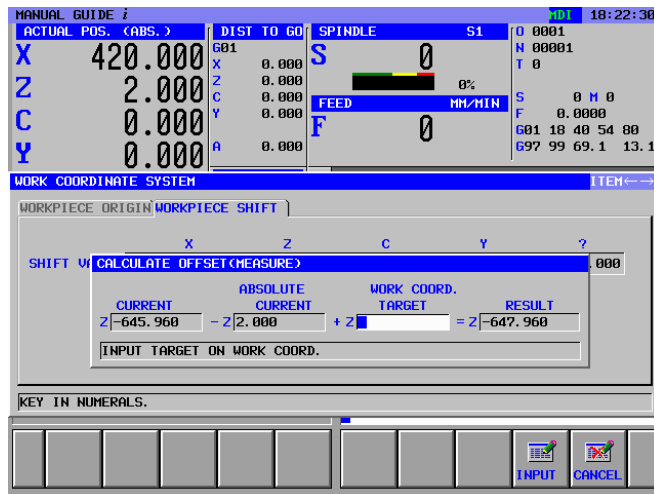 MANUAL GUIDE i MDI 18:22:30
ACTUAL POS. (ABS.) DIST TO GO SPINDLE S1 O 0001
X 420.000 G01 S 0 N 00001
X 0.000 T 0
Z 2.000 Z 0.000 0%
C 0.000 C 0.000 FEED MM/MIN S 0 M 0
Y 0.000 F 0 F 0.0000
Y 0.000 A 0.000 G01 18 40 54 80
G97 99 69.1 13.1
WORK COORDINATE SYSTEM ITEM←→
WORKPIECE ORIGIN WORKPIECE SHIFT
X Z C Y ?
SHIFT VA .000
CALCULATE OFFSET(MEASURE)
ABSOLUTE WORK COORD.
CURRENT CURRENT TARGET RESULT
Z -645.960 - Z 2.000 + Z = Z -647.960
INPUT TARGET ON WORK COORD.
KEY IN NUMERALS.
INPUT CANCEL